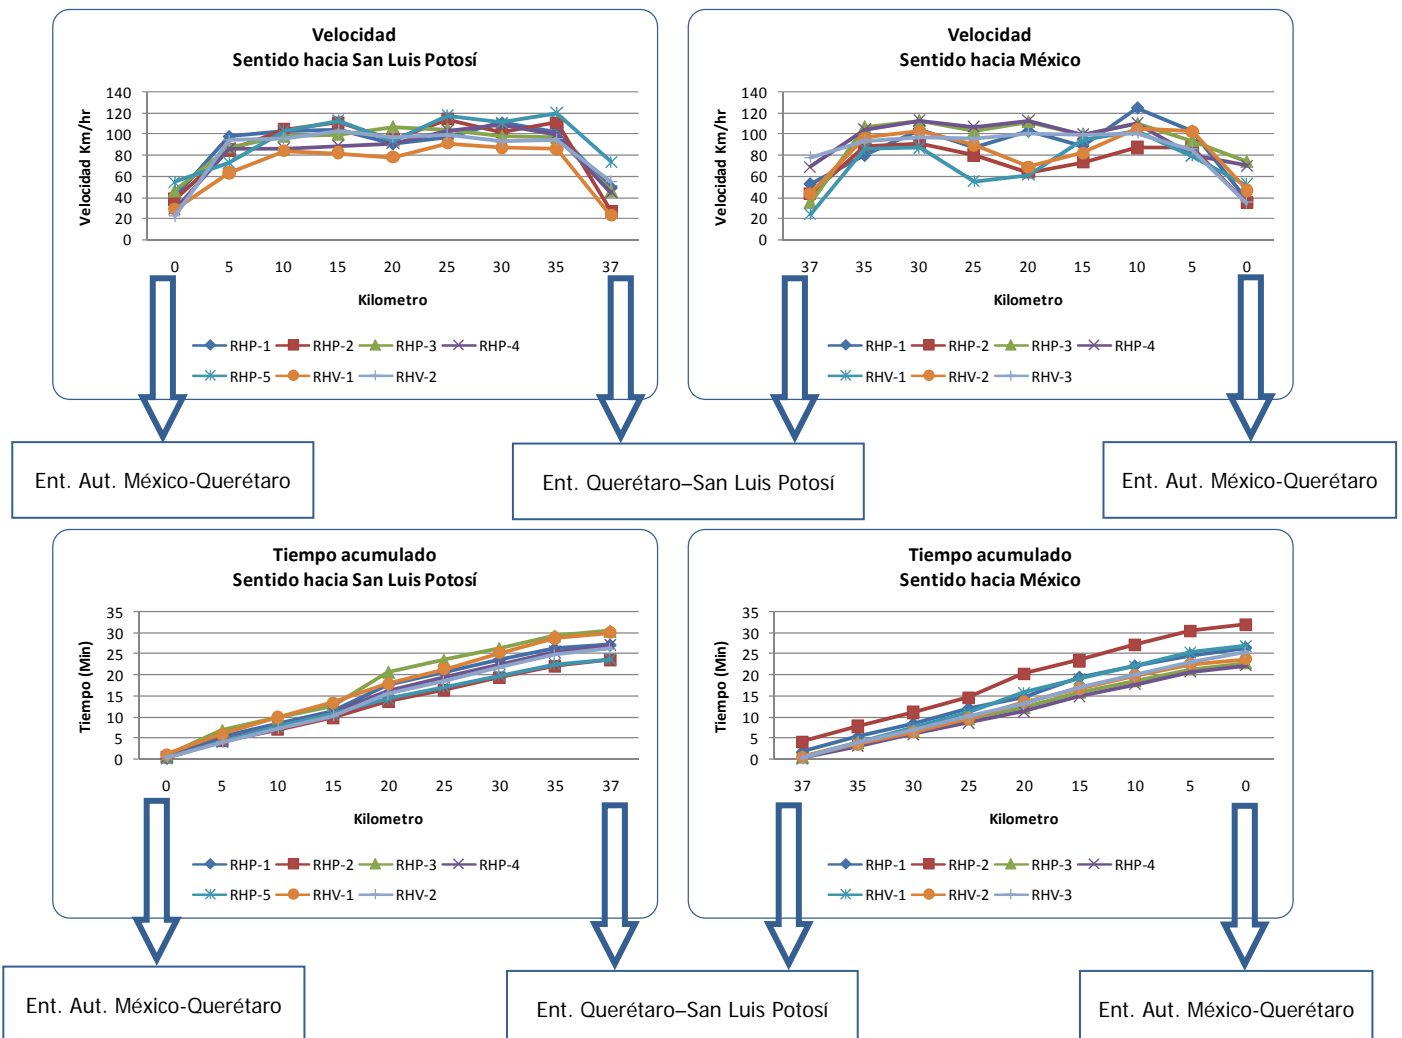 Velocidad
Sentido hacia San Luis Potosí
Velocidad Km/hr
140
120
100
80
60
40
20
0
0 5 10 15 20 25 30 35 37
Kilometro
RHP-1 RHP-2 RHP-3 RHP-4
RHP-5 RHV-1 RHV-2
Velocidad
Sentido hacia México
Velocidad Km/hr
140
120
100
80
60
40
20
0
37 35 30 25 20 15 10 5 0
Kilometro
RHP-1 RHP-2 RHP-3 RHP-4
RHV-1 RHV-2 RHV-3
Ent. Aut. México-Querétaro
Ent. Querétaro–San Luis Potosí
Ent. Aut. México-Querétaro
Tiempo acumulado
Sentido hacia San Luis Potosí
Tiempo (Min)
35
30
25
20
15
10
5
0
0 5 10 15 20 25 30 35 37
Kilometro
RHP-1 RHP-2 RHP-3 RHP-4
RHP-5 RHV-1 RHV-2
Tiempo acumulado
Sentido hacia México
Tiempo (Min)
35
30
25
20
15
10
5
0
37 35 30 25 20 15 10 5 0
Kilometro
RHP-1 RHP-2 RHP-3 RHP-4
RHV-1 RHV-2 RHV-3
Ent. Aut. México-Querétaro
Ent. Querétaro–San Luis Potosí
Ent. Aut. México-Querétaro